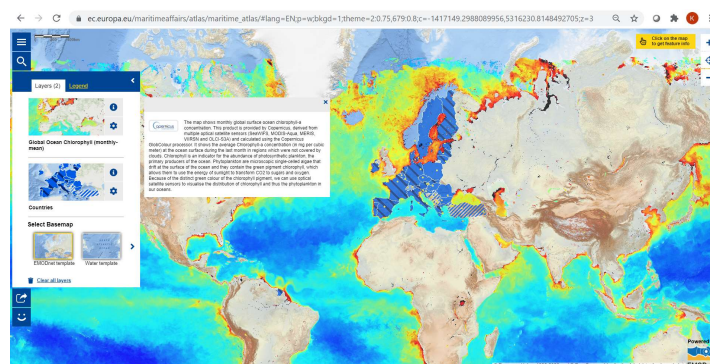 ec.europa.eu/maritimeaffairs/atlas/maritime_atlas/#lang=EN;p=w;bkgd=1;theme=2:0.75,679:0.8;c=-1417149.2988089956,5316230.8148492705;z=3
K
Click on the map
to get feature info
Layers (2) Legend
Global Ocean Chlorophyll (monthly-
mean)
Countries
Select Basemap
EMODnet template Water template
Clear all layers
opernicus
The map shows monthly global surface ocean chlorophyll-a
concentration. This product is provided by Copernicus, derived from
multiple optical satellite sensors (SeaWiFS, MODIS-Aqua, MERIS,
VIIRSN and OLCI-S3A) and calculated using the Copernicus
GlobColour processor. It shows the average Chlorophyll-a concentration (in mg per cubic
meter) at the ocean surface during the last month in regions which were not covered by
clouds. Chlorophyll is an indicator for the abundance of photosynthetic plankton, the
primary producers of the ocean. Phytoplankton are microscopic single-celled algae that
drift at the surface of the ocean and they contain the green pigment chlorophyll, which
allows them to use the energy of sunlight to transform CO2 to sugars and oxygen.
Because of the distinct green colour of the chlorophyll pigment, we can use optical
satellite sensors to visualise the distribution of chlorophyll and thus the phytoplankton in
our oceans.
Powered